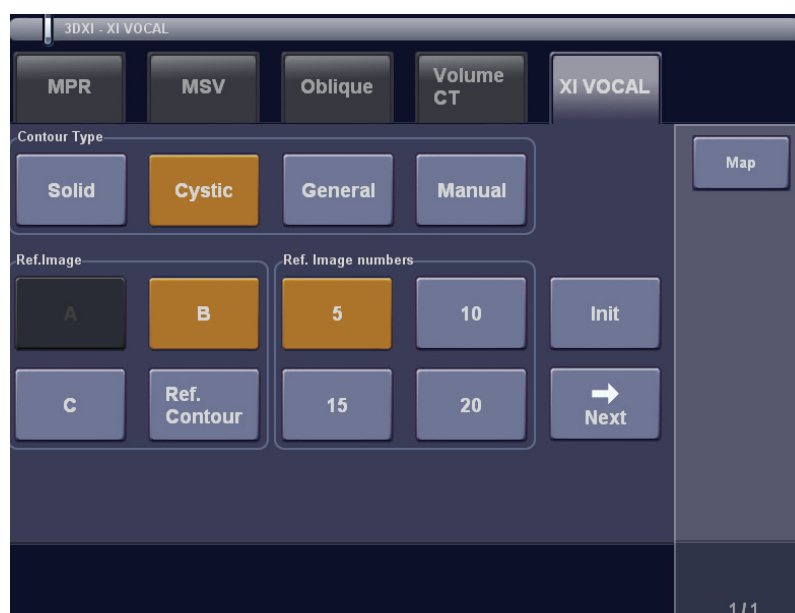 3DXI - XI VOCAL
MPR
MSV
Oblique
Volume
CT
XI VOCAL
Contour Type
Solid
Cystic
General
Manual
Map
Ref.Image
A
B
C
Ref.
Contour
Ref. Image numbers
5
10
15
20
Init
Next
1/1